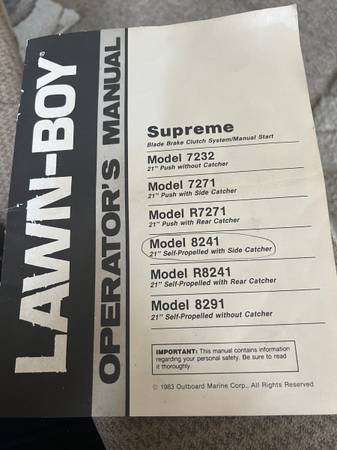 LAWN-BOY®
OPERATOR'S MANUAL
Supreme
Blade Brake Clutch System/Manual Start
Model 7232
21" Push without Catcher
Model 7271
21" Push with Side Catcher
Model R7271
21" Push with Rear Catcher
Model 8241
21" Self-Propelled with Side Catcher
Model R8241
21" Self-Propelled with Rear Catcher
Model 8291
21" Self-Propelled without Catcher
IMPORTANT: This manual contains information
regarding your personal safety. Be sure to read
it thoroughly.
© 1983 Outboard Marine Corp., All Rights Reserved